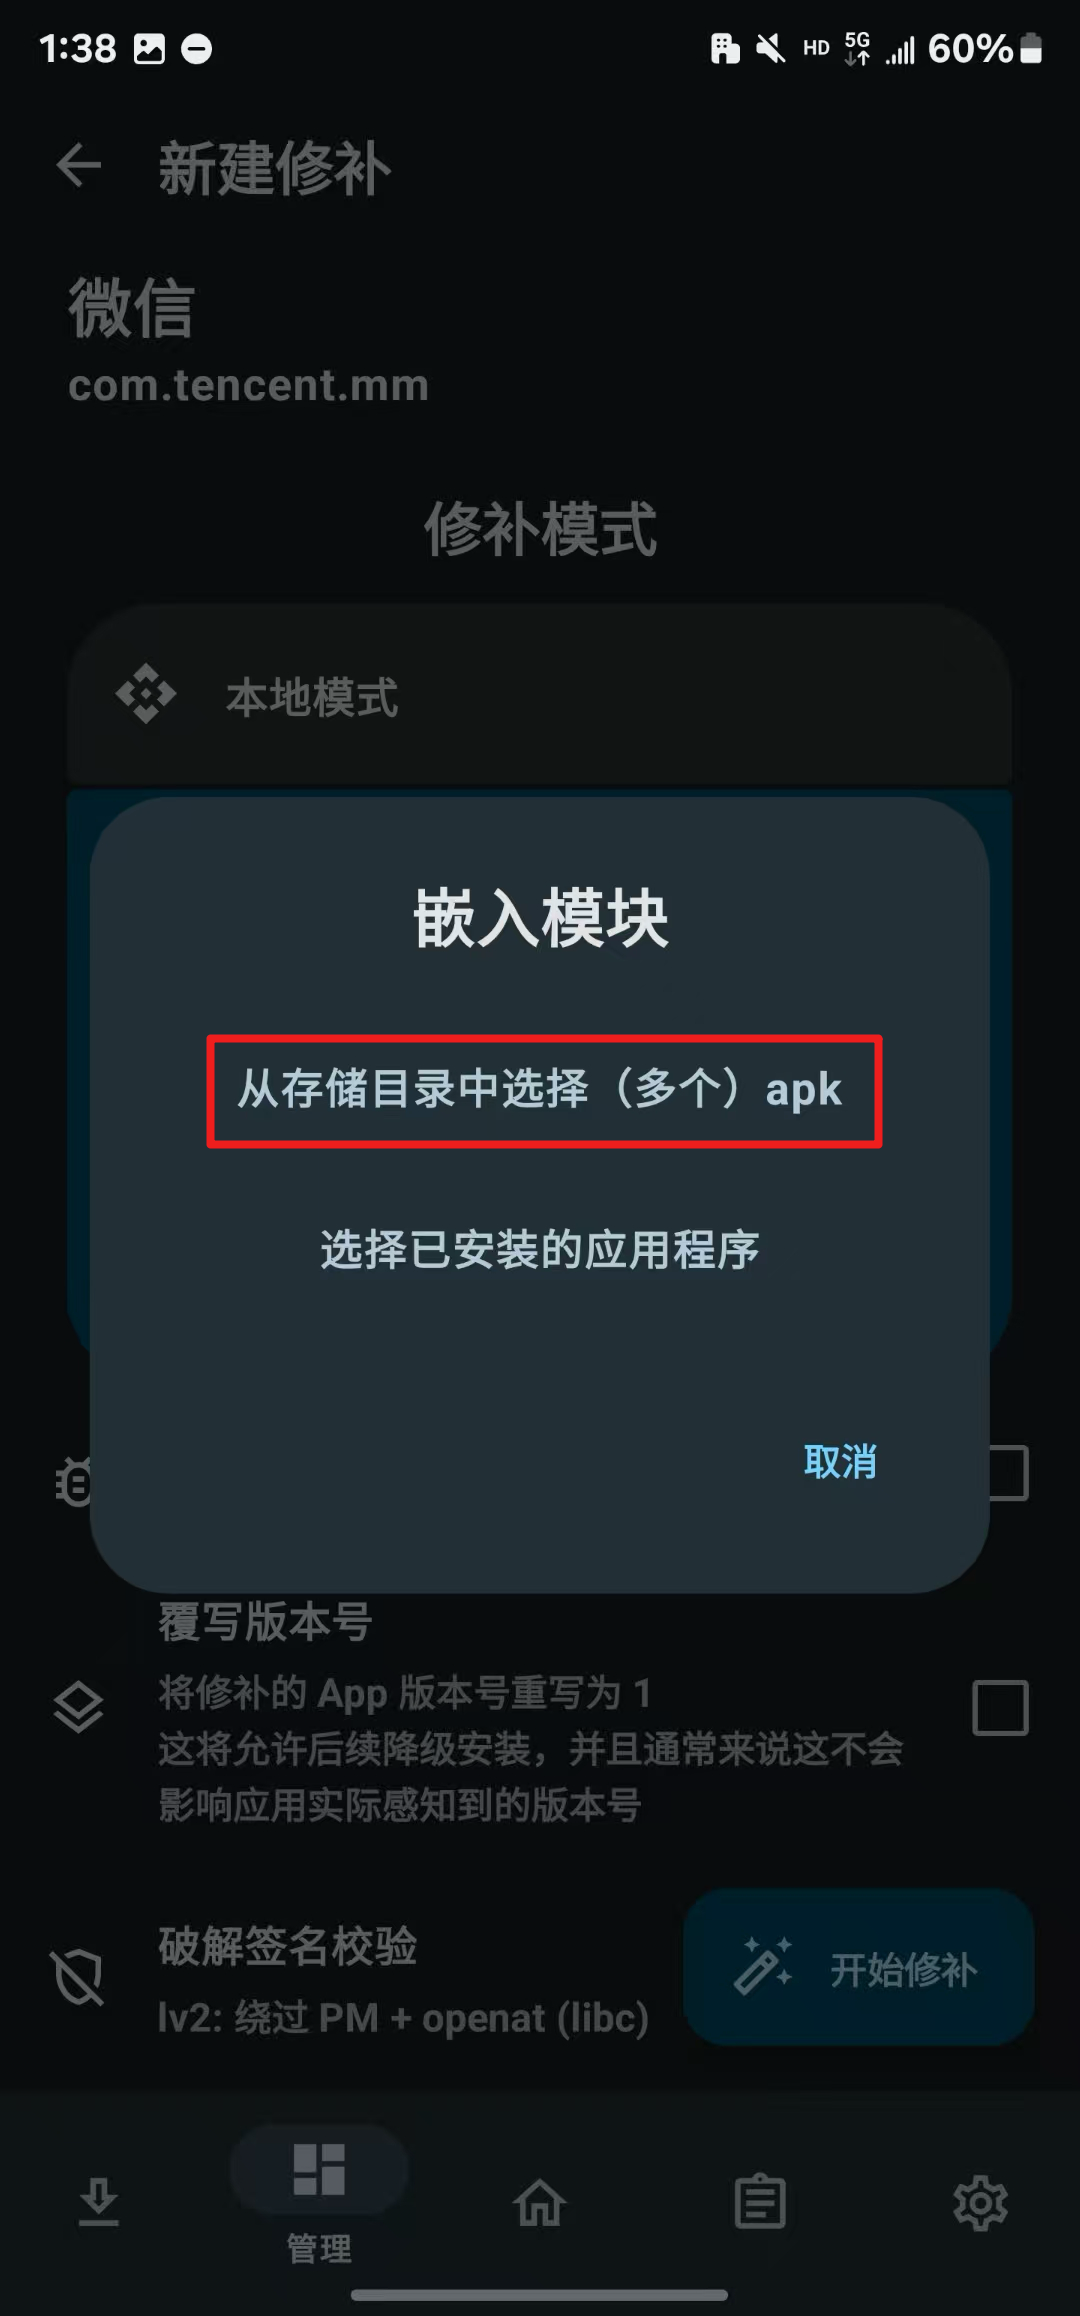 1:38
HD 5G 60%
新建修补
微信
com.tencent.mm
修补模式
本地模式
嵌入模块
从存储目录中选择（多个）apk
选择已安装的应用程序
取消
覆写版本号
将修补的 App 版本号重写为 1
这将允许后续降级安装，并且通常来说这不会
影响应用实际感知到的版本号
破解签名校验
lv2: 绕过 PM + openat (libc)
开始修补
管理